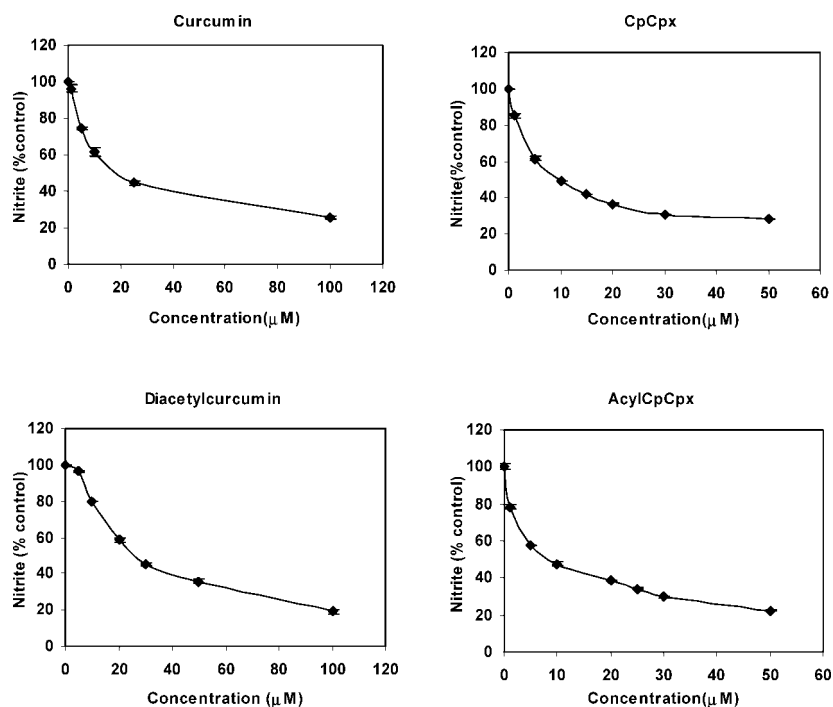 Curcumin
120
100
80
60
40
20
0
Nitrite (%control)
0 20 40 60 80 100 120
Concentration(μM)
CpCpx
120
100
80
60
40
20
0
Nitrite(%control)
0 10 20 30 40 50 60
Concentration(μM)
Diacetylcurcumin
120
100
80
60
40
20
0
Nitrite (% control)
0 20 40 60 80 100 120
Concentration (μM)
AcylCpCpx
120
100
80
60
40
20
0
Nitrite (% control)
0 10 20 30 40 50 60
Concentration(μM)